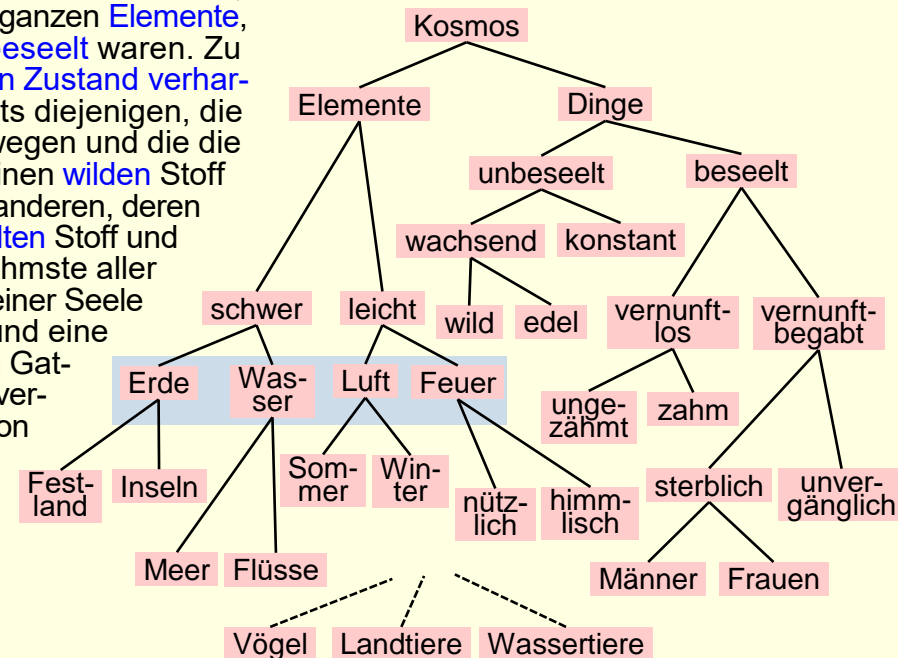 ganzen Elemente,
beseelt waren. Zu
n Zustand verhar-
ts diejenigen, die
wegen und die die
inen wilden Stoff
anderen, deren
lten Stoff und
hmste aller
einer Seele
und eine
Gat-
ver-
on
Kosmos
Elemente
Dinge
unbeseelt
beseelt
wachsend
konstant
schwer
leicht
wild
edel
vernunft-
los
vernunft-
begabt
Erde
Was-
ser
Luft
Feuer
unge-
zähmt
zahm
Fest-
land
Inseln
Som-
mer
Win-
ter
nütz-
lich
himm-
lisch
sterblich
unver-
gänglich
Meer
Flüsse
Männer
Frauen
Vögel
Landtiere
Wassertiere